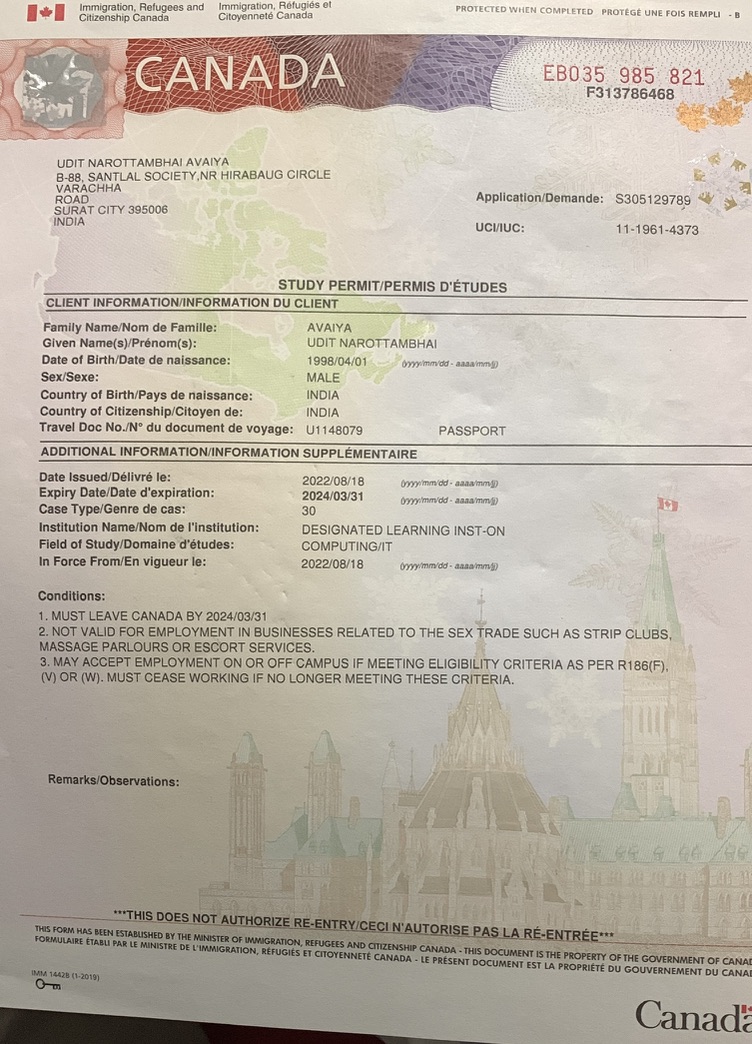 Immigration, Refugees and Immigration, Réfugiés et
Citizenship Canada Citoyenneté Canada
PROTECTED WHEN COMPLETED PROTÉGÉ UNE FOIS REMPLI - B
CANADA
EB035 985 821
F313786468
UDIT NAROTTAMBHAI AVAIYA
B-88, SANTLAL SOCIETY,NR HIRABAUG CIRCLE
VARACHHA
ROAD
SURAT CITY 395006
INDIA
Application/Demande: S305129789
UCI/IUC: 11-1961-4373
STUDY PERMIT/PERMIS D'ÉTUDES
CLIENT INFORMATION/INFORMATION DU CLIENT
Family Name/Nom de Famille: AVAIYA
Given Name(s)/Prénom(s): UDIT NAROTTAMBHAI
Date of Birth/Date de naissance: 1998/04/01 (yyyy/mm/dd - aaaa/mm/jj)
Sex/Sexe: MALE
Country of Birth/Pays de naissance: INDIA
Country of Citizenship/Citoyen de: INDIA
Travel Doc No./N° du document de voyage: U1148079 PASSPORT
ADDITIONAL INFORMATION/INFORMATION SUPPLÉMENTAIRE
Date Issued/Délivré le: 2022/08/18 (yyyy/mm/dd - aaaa/mm/jj)
Expiry Date/Date d'expiration: 2024/03/31 (yyyy/mm/dd - aaaa/mm/jj)
Case Type/Genre de cas: 30
Institution Name/Nom de l'institution: DESIGNATED LEARNING INST-ON
Field of Study/Domaine d'études: COMPUTING/IT
In Force From/En vigueur le: 2022/08/18 (yyyy/mm/dd - aaaa/mm/jj)
Conditions:
1. MUST LEAVE CANADA BY 2024/03/31
2. NOT VALID FOR EMPLOYMENT IN BUSINESSES RELATED TO THE SEX TRADE SUCH AS STRIP CLUBS,
MASSAGE PARLOURS OR ESCORT SERVICES.
3. MAY ACCEPT EMPLOYMENT ON OR OFF CAMPUS IF MEETING ELIGIBILITY CRITERIA AS PER R186(F),
(V) OR (W). MUST CEASE WORKING IF NO LONGER MEETING THESE CRITERIA.
Remarks/Observations:
***THIS DOES NOT AUTHORIZE RE-ENTRY/CECI N'AUTORISE PAS LA RÉ-ENTRÉE***
THIS FORM HAS BEEN ESTABLISHED BY THE MINISTER OF IMMIGRATION, REFUGEES AND CITIZENSHIP CANADA - THIS DOCUMENT IS THE PROPERTY OF THE GOVERNMENT OF CANAD
FORMULAIRE ÉTABLI PAR LE MINISTRE DE L'IMMIGRATION, RÉFUGIÉS ET CITOYENNETÉ CANADA - LE PRÉSENT DOCUMENT EST LA PROPRIÉTÉ DU GOUVERNEMENT DU CANAD
IMM 1442B (1-2019)
Canada